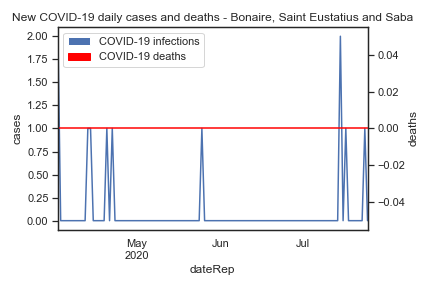 New COVID-19 daily cases and deaths - Bonaire, Saint Eustatius and Saba
COVID-19 infections
COVID-19 deaths
2.00
1.75
1.50
1.25
1.00
0.75
0.50
0.25
0.00
cases
0.04
0.02
0.00
−0.02
−0.04
deaths
May
2020
Jun
Jul
dateRep